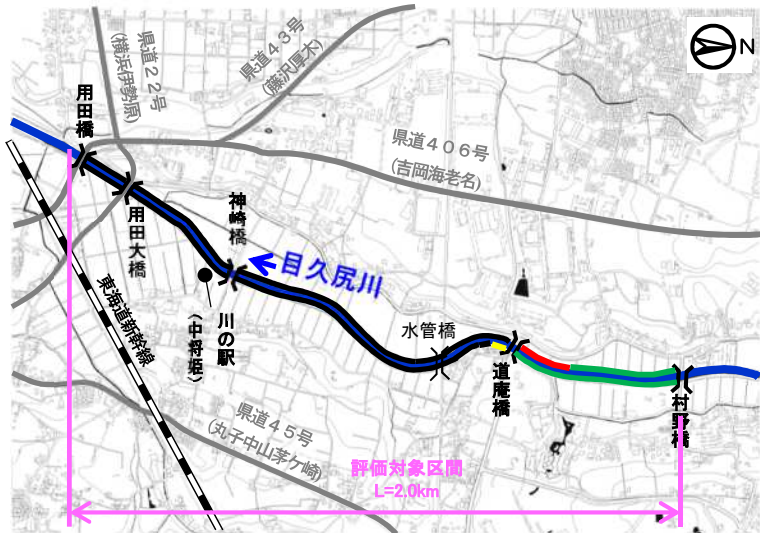 N
県道22号
(横浜伊勢原)
県道43号
(藤沢厚木)
用田橋
県道406号
(吉岡海老名)
用田大橋
神崎橋
目久尻川
東海道新幹線
川の駅
(中将姫)
水管橋
道庵橋
村野橋
県道45号
(丸子中山茅ケ崎)
評価対象区間
L=2.0km